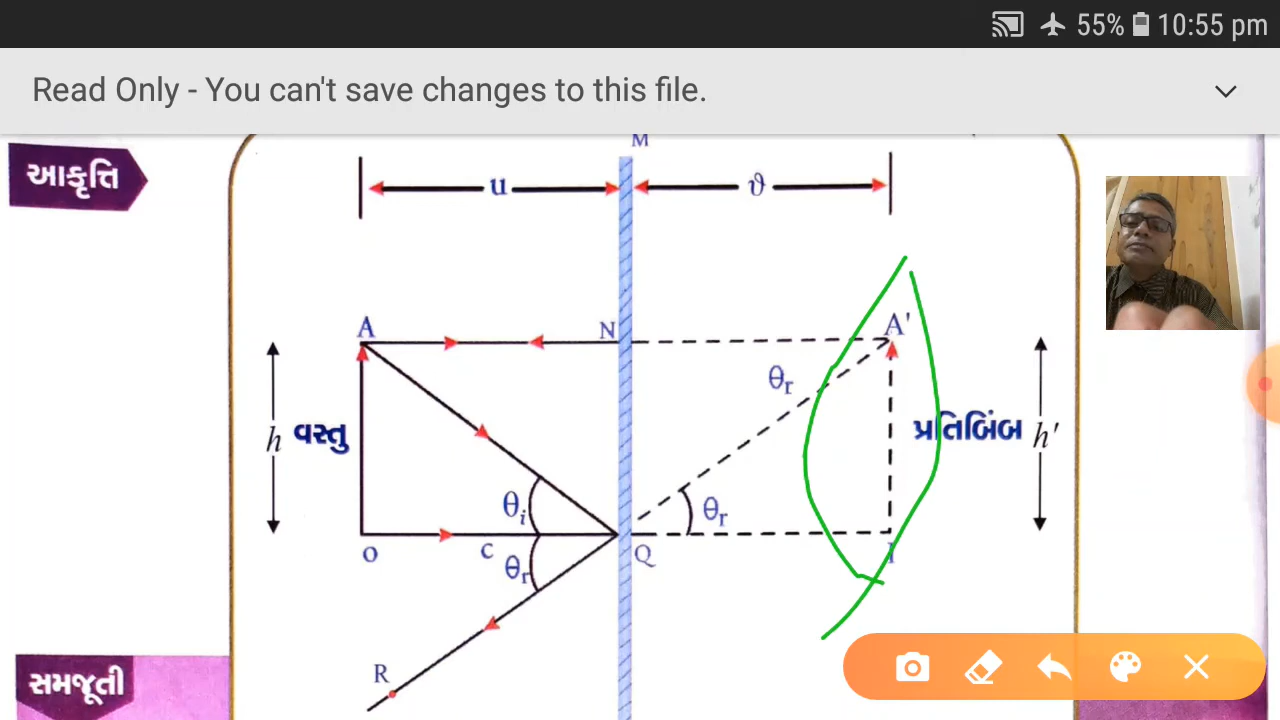 55% 10:55 pm
Read Only - You can't save changes to this file.
આકૃતિ
M
u ϑ
A N A'
θr
h વસ્તુ પ્રતિબિંબ h'
θi θr
O C Q I
θr
R
સમજૂતી